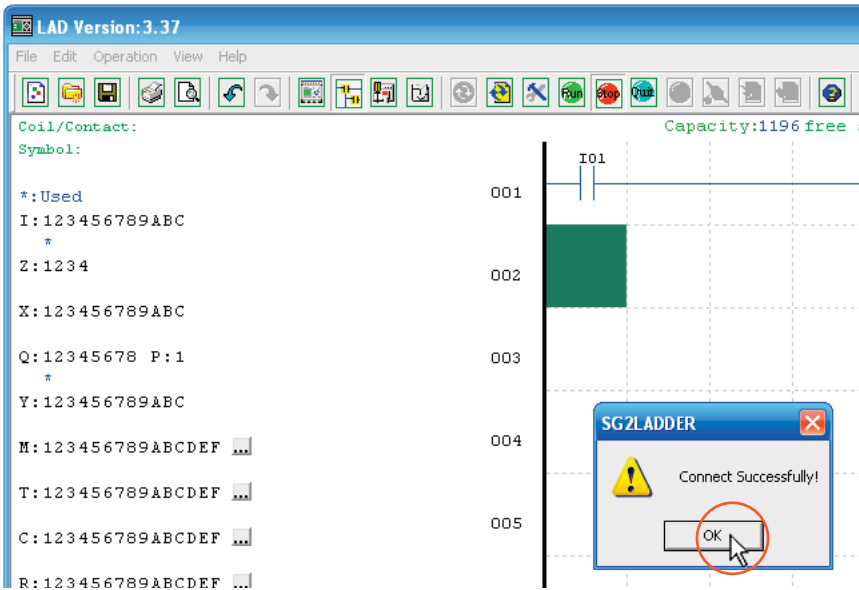 LAD Version:3.37
File Edit Operation View Help
Run Stop Quit
Coil/Contact:
Capacity:1196 free
Symbol:
I01
*:Used
001
I:123456789ABC
*
Z:1234
002
X:123456789ABC
Q:12345678 P:1
003
*
Y:123456789ABC
SG2LADDER
M:123456789ABCDEF ...
004
Connect Successfully!
T:123456789ABCDEF ...
005
OK
C:123456789ABCDEF ...
R:123456789ABCDEF ...